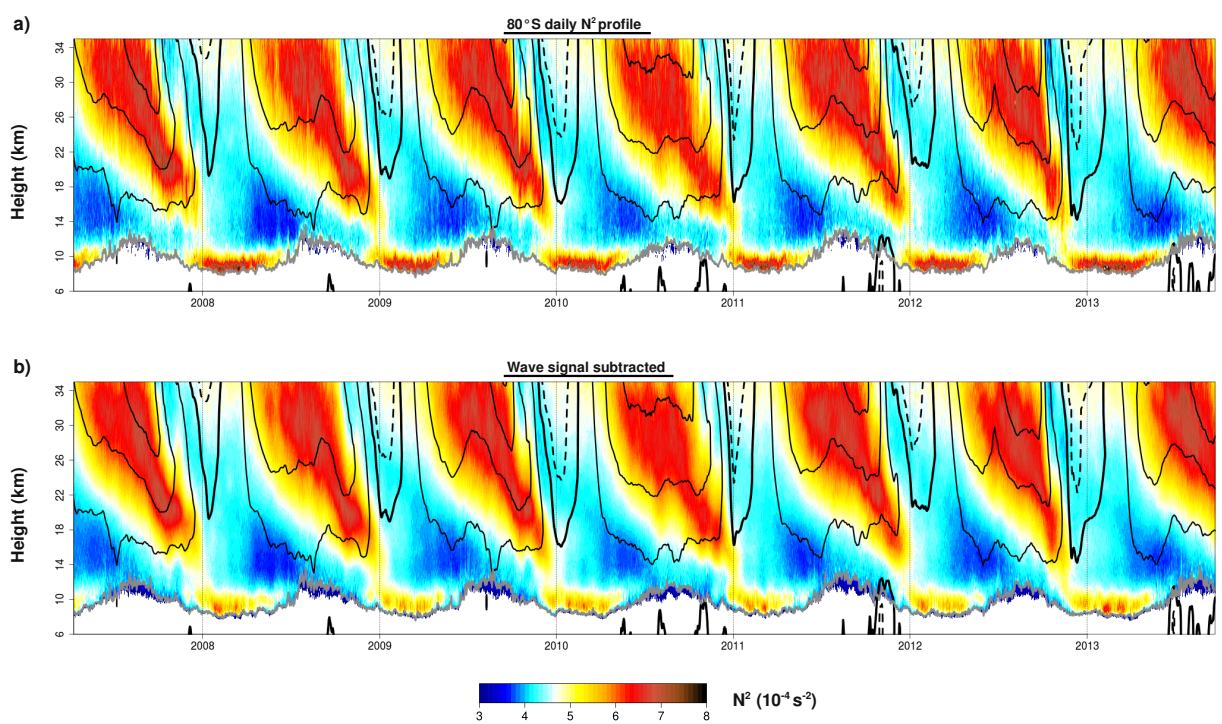 a)
80°S daily N² profile
Height (km)
34
30
26
22
18
14
10
6
2008 2009 2010 2011 2012 2013
b)
Wave signal subtracted
Height (km)
34
30
26
22
18
14
10
6
2008 2009 2010 2011 2012 2013
3 4 5 6 7 8
N² (10⁻⁴ s⁻²)